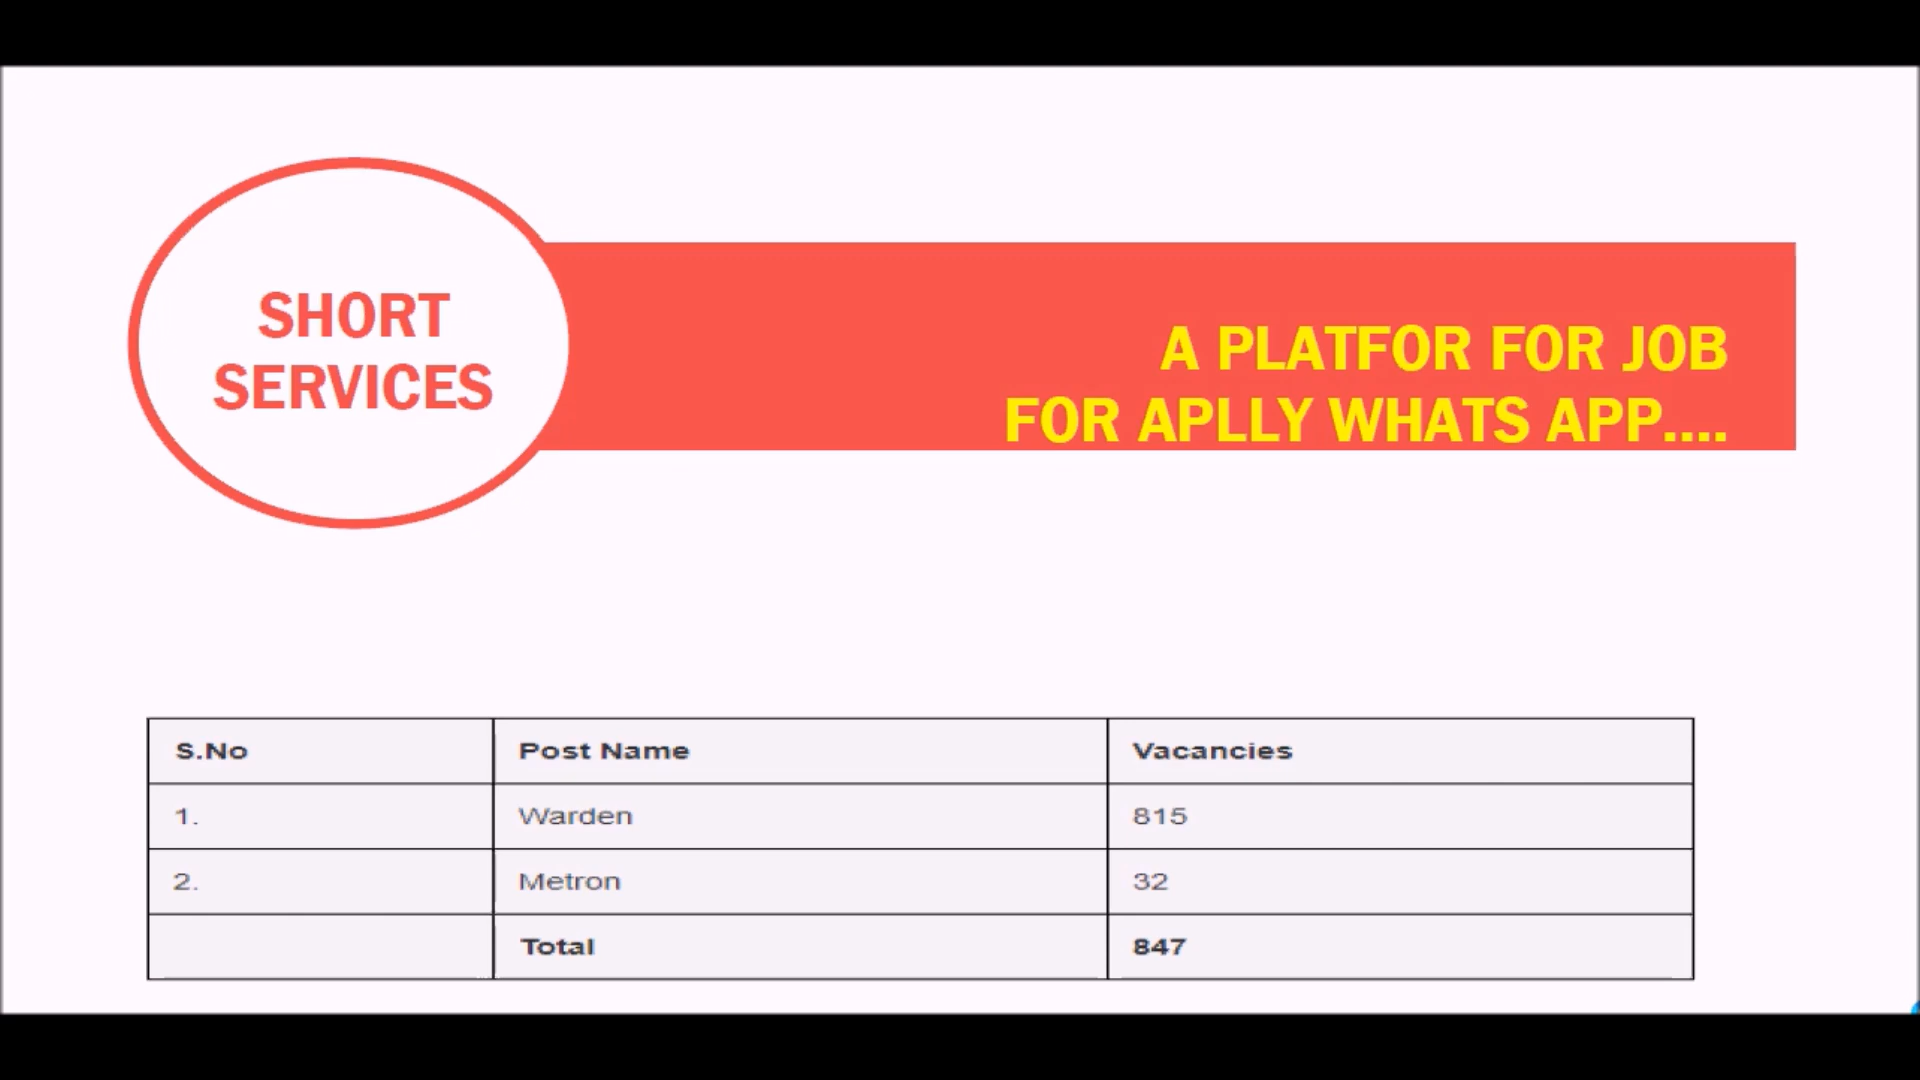 SHORT
SERVICES
A PLATFOR FOR JOB
FOR APLLY WHATS APP....
S.No Post Name Vacancies
1. Warden 815
2. Metron 32
Total 847